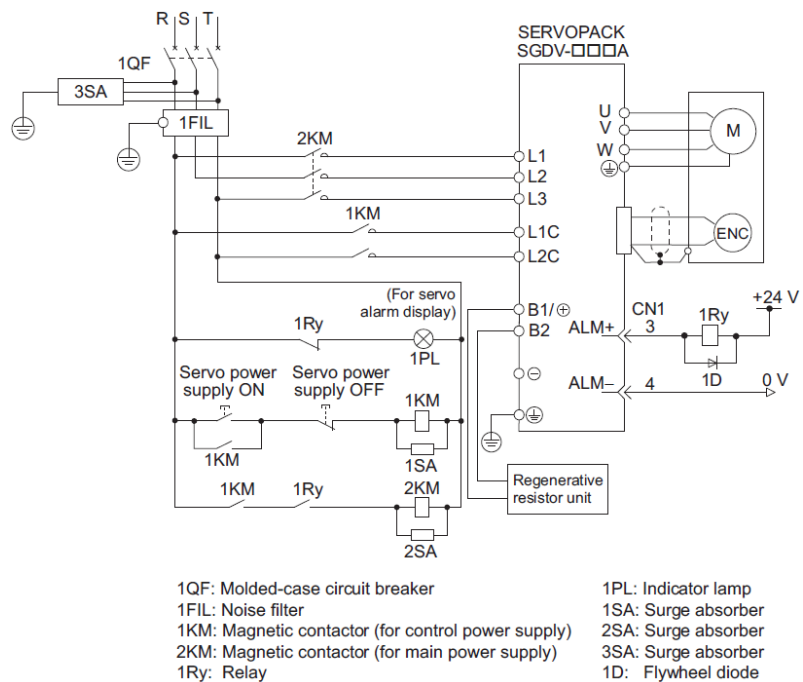 R S T
SERVOPACK
SGDV-□□□A
1QF
3SA
1FIL
2KM
U
V
W
M
L1
L2
L3
1KM
L1C
L2C
ENC
(For servo
alarm display)
+24 V
B1/⊕
CN1
1Ry
1Ry
B2
ALM+
3
1PL
1D
Servo power
supply ON
Servo power
supply OFF
⊖
ALM−
4
0 V
1KM
1KM
1SA
Regenerative
resistor unit
1KM
1Ry
2KM
2SA
1QF: Molded-case circuit breaker
1FIL: Noise filter
1KM: Magnetic contactor (for control power supply)
2KM: Magnetic contactor (for main power supply)
1Ry: Relay
1PL: Indicator lamp
1SA: Surge absorber
2SA: Surge absorber
3SA: Surge absorber
1D: Flywheel diode